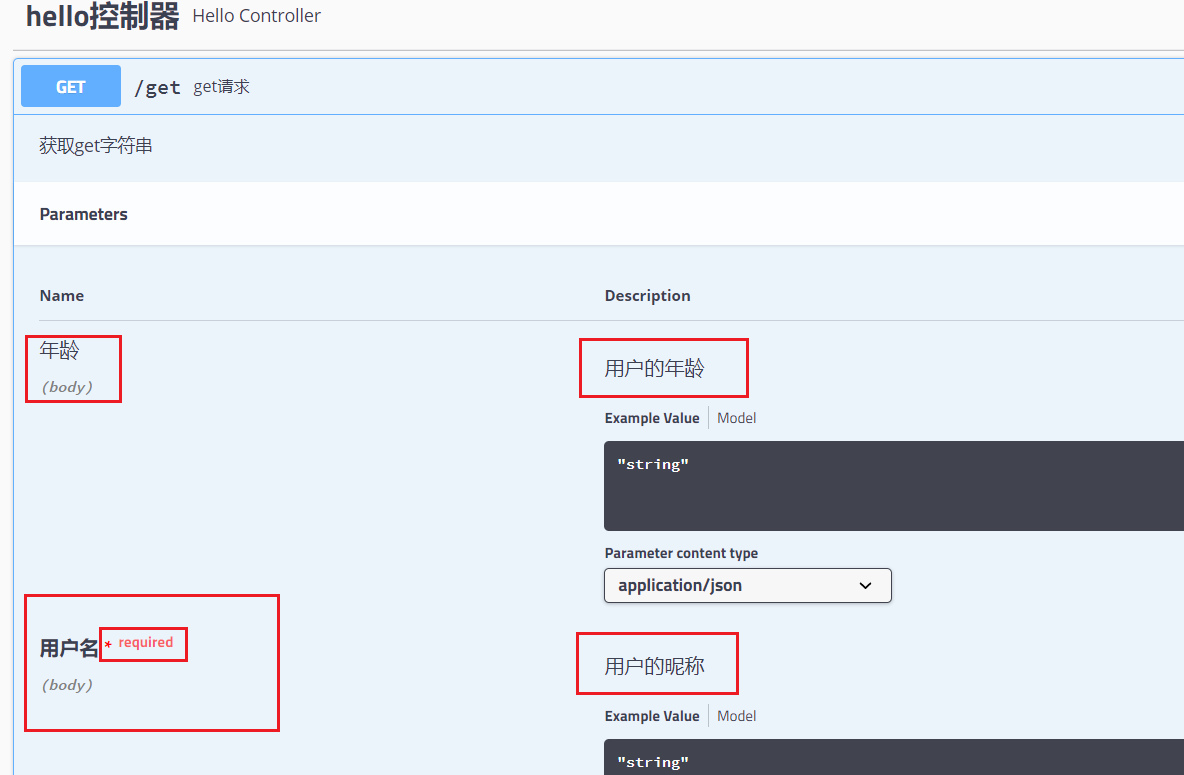 hello控制器 Hello Controller
GET /get get请求
获取get字符串
Parameters
Name Description
年龄
(body)
用户的年龄
Example Value Model
"string"
Parameter content type
application/json
用户名 * required
(body)
用户的昵称
Example Value Model
"string"